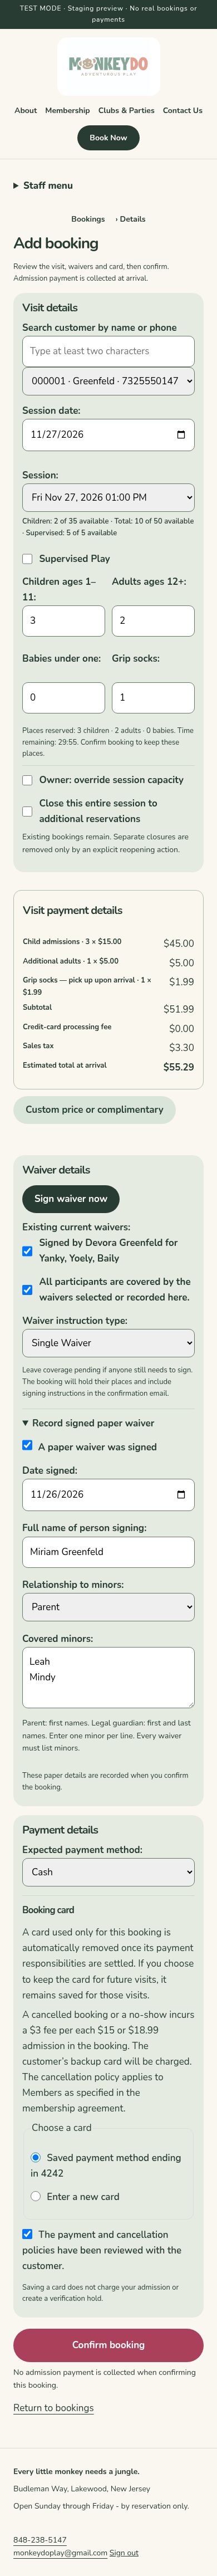 TEST MODE · Staging preview · No real bookings or
payments
MONKEYDO
ADVENTUROUS PLAY
About Membership Clubs & Parties Contact Us
Book Now
▶ Staff menu
Bookings › Details
Add booking
Review the visit, waivers and card, then confirm.
Admission payment is collected at arrival.
Visit details
Search customer by name or phone
Type at least two characters
000001 · Greenfeld · 7325550147
Session date:
11/27/2026
Session:
Fri Nov 27, 2026 01:00 PM
Children: 2 of 35 available · Total: 10 of 50 available
· Supervised: 5 of 5 available
Supervised Play
Children ages 1–
11:
Adults ages 12+:
3
2
Babies under one:
Grip socks:
0
1
Places reserved: 3 children · 2 adults · 0 babies. Time
remaining: 29:55. Confirm booking to keep these
places.
Owner: override session capacity
Close this entire session to
additional reservations
Existing bookings remain. Separate closures are
removed only by an explicit reopening action.
Visit payment details
Child admissions · 3 × $15.00 $45.00
Additional adults · 1 × $5.00 $5.00
Grip socks — pick up upon arrival · 1 × $1.99
$1.99
Subtotal $51.99
Credit-card processing fee $0.00
Sales tax $3.30
Estimated total at arrival $55.29
Custom price or complimentary
Waiver details
Sign waiver now
Existing current waivers:
Signed by Devora Greenfeld for
Yanky, Yoely, Baily
All participants are covered by the
waivers selected or recorded here.
Waiver instruction type:
Single Waiver
Leave coverage pending if anyone still needs to sign.
The booking will hold their places and include
signing instructions in the confirmation email.
▼ Record signed paper waiver
A paper waiver was signed
Date signed:
11/26/2026
Full name of person signing:
Miriam Greenfeld
Relationship to minors:
Parent
Covered minors:
Leah
Mindy
Parent: first names. Legal guardian: first and last
names. Enter one minor per line. Every waiver
must list minors.
These paper details are recorded when you confirm
the booking.
Payment details
Expected payment method:
Cash
Booking card
A card used only for this booking is
automatically removed once its payment
responsibilities are settled. If you choose
to keep the card for future visits, it
remains saved for those visits.
A cancelled booking or a no-show incurs
a $3 fee per each $15 or $18.99
admission in the booking. The
customer’s backup card will be charged.
The cancellation policy applies to
Members as specified in the
membership agreement.
Choose a card
Saved payment method ending
in 4242
Enter a new card
The payment and cancellation
policies have been reviewed with the
customer.
Saving a card does not charge your admission or
create a verification hold.
Confirm booking
No admission payment is collected when confirming
this booking.
Return to bookings
Every little monkey needs a jungle.
Budleman Way, Lakewood, New Jersey
Open Sunday through Friday - by reservation only.
848-238-5147
monkeydoplay@gmail.com Sign out